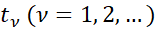 t_ν (ν = 1, 2, …)